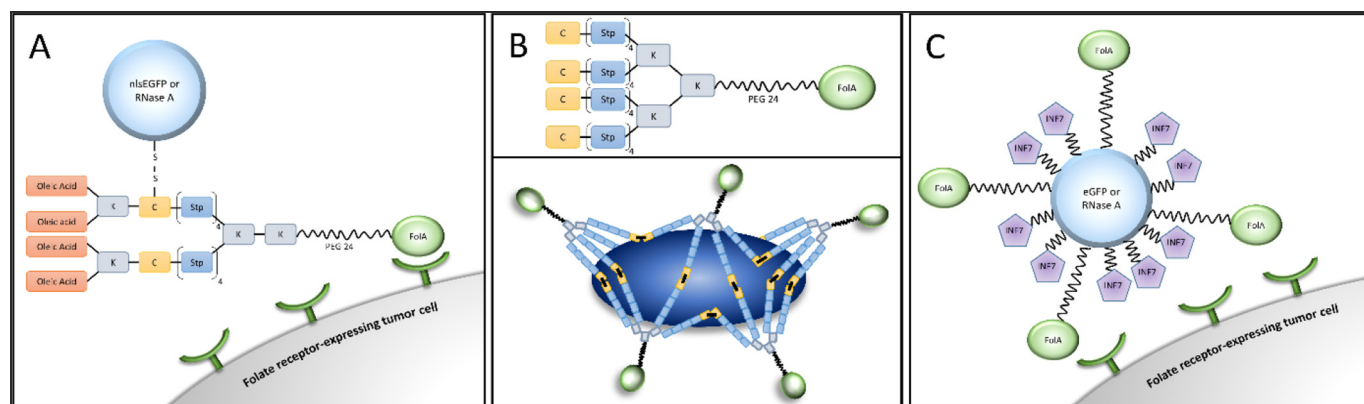 A
nlsEGFP or
RNase A
S
S
Oleic Acid
Oleic acid
Oleic Acid
Oleic Acid
K
C
Stp
4
K
C
Stp
4
K
K
PEG 24
FolA
Folate receptor-expressing tumor cell
B
C
Stp
4
C
Stp
4
C
Stp
4
C
Stp
4
K
K
K
PEG 24
FolA
C
FolA
INF7
INF7
INF7
INF7
FolA
eGFP or
RNase A
FolA
INF7
INF7
INF7
INF7
INF7
FolA
Folate receptor-expressing tumor cell